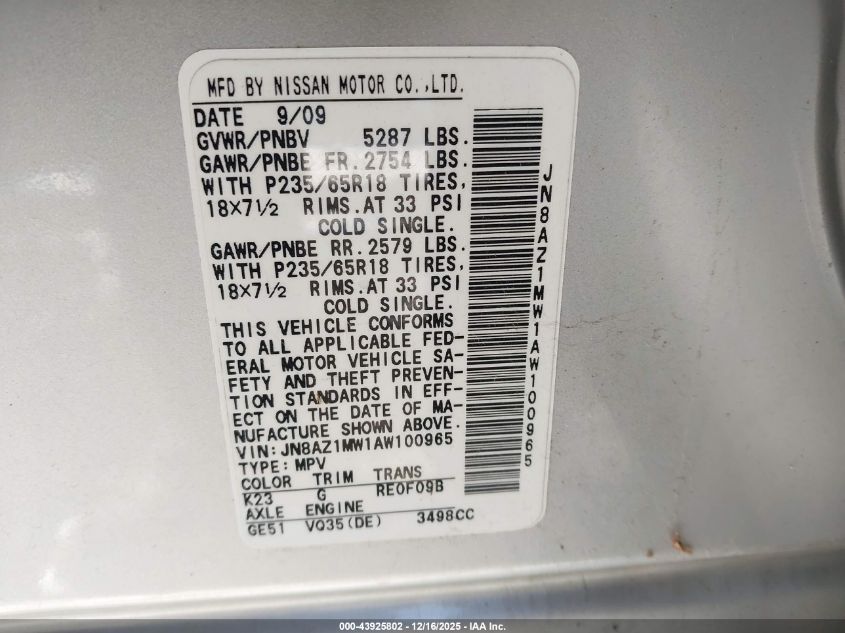 MFD BY NISSAN MOTOR CO.,LTD.
DATE 9/09
GVWR/PNBV 5287 LBS.
GAWR/PNBE FR. 2754 LBS.
WITH P235/65R18 TIRES,
18X7½ RIMS.AT 33 PSI
COLD SINGLE.
GAWR/PNBE RR. 2579 LBS.
WITH P235/65R18 TIRES,
18X7½ RIMS.AT 33 PSI
COLD SINGLE.
THIS VEHICLE CONFORMS
TO ALL APPLICABLE FED-
ERAL MOTOR VEHICLE SA-
FETY AND THEFT PREVEN-
TION STANDARDS IN EFF-
ECT ON THE DATE OF MA-
NUFACTURE SHOWN ABOVE.
VIN: JN8AZ1MW1AW100965
TYPE: MPV
COLOR TRIM TRANS
K23 G RE0F09B
AXLE ENGINE
GE51 VQ35(DE) 3498CC
JN8AZ1MW1AW100965
000-43925802 - 12/16/2025 - IAA Inc.